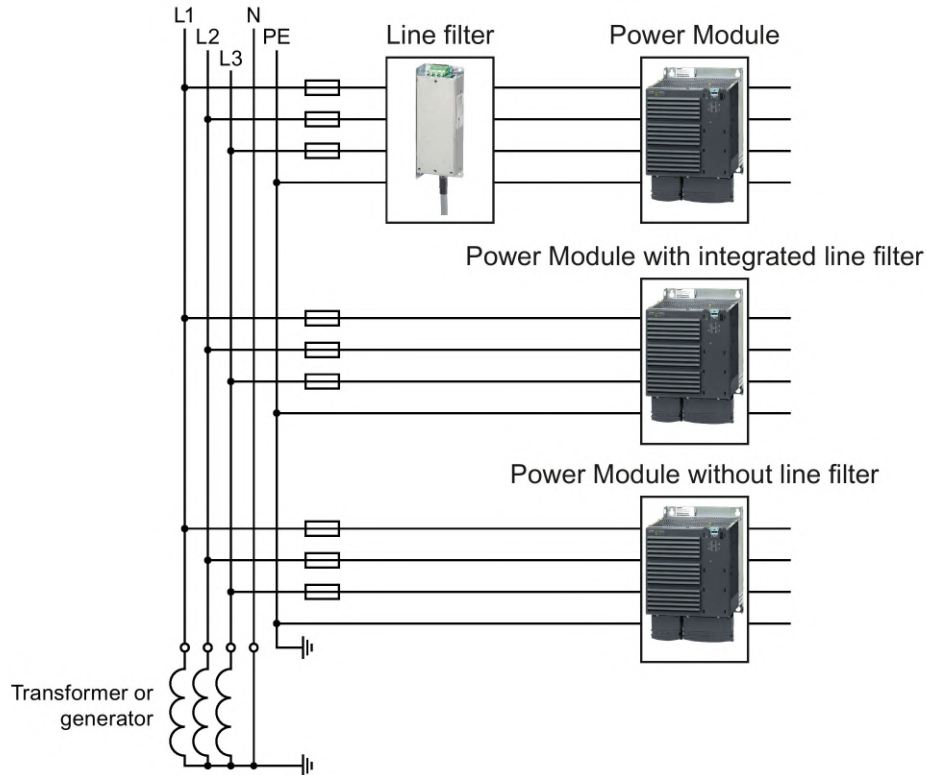 L1
N
L2
PE
L3
Line filter
Power Module
Power Module with integrated line filter
Power Module without line filter
Transformer or
generator